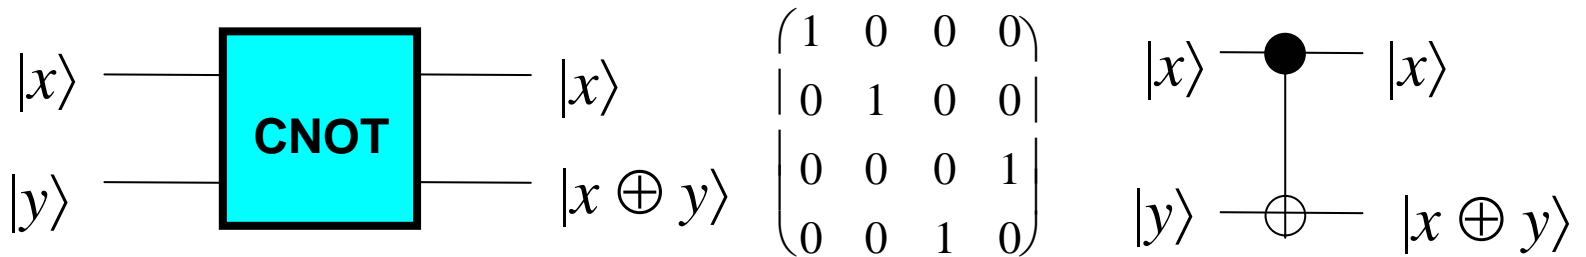 |x⟩ |x⟩
CNOT
|y⟩ |x ⊕ y⟩
1 0 0 0
0 1 0 0
0 0 0 1
0 0 1 0
|x⟩ |x⟩
|y⟩ |x ⊕ y⟩